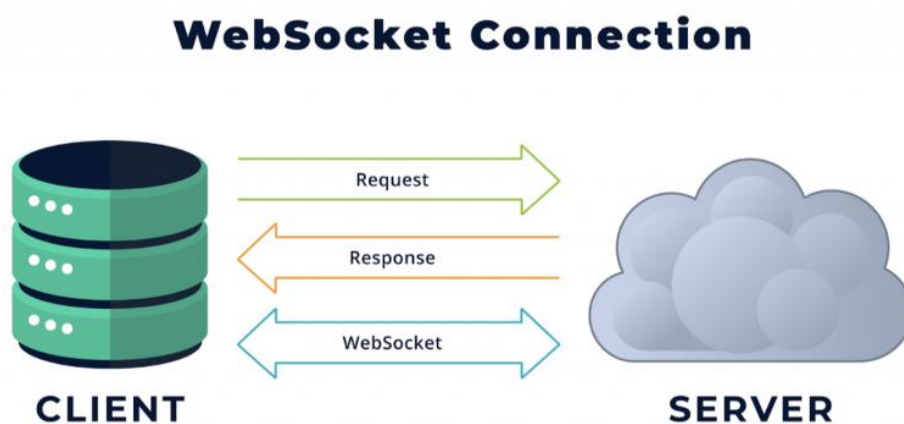 WebSocket Connection
Request
Response
WebSocket
CLIENT
SERVER